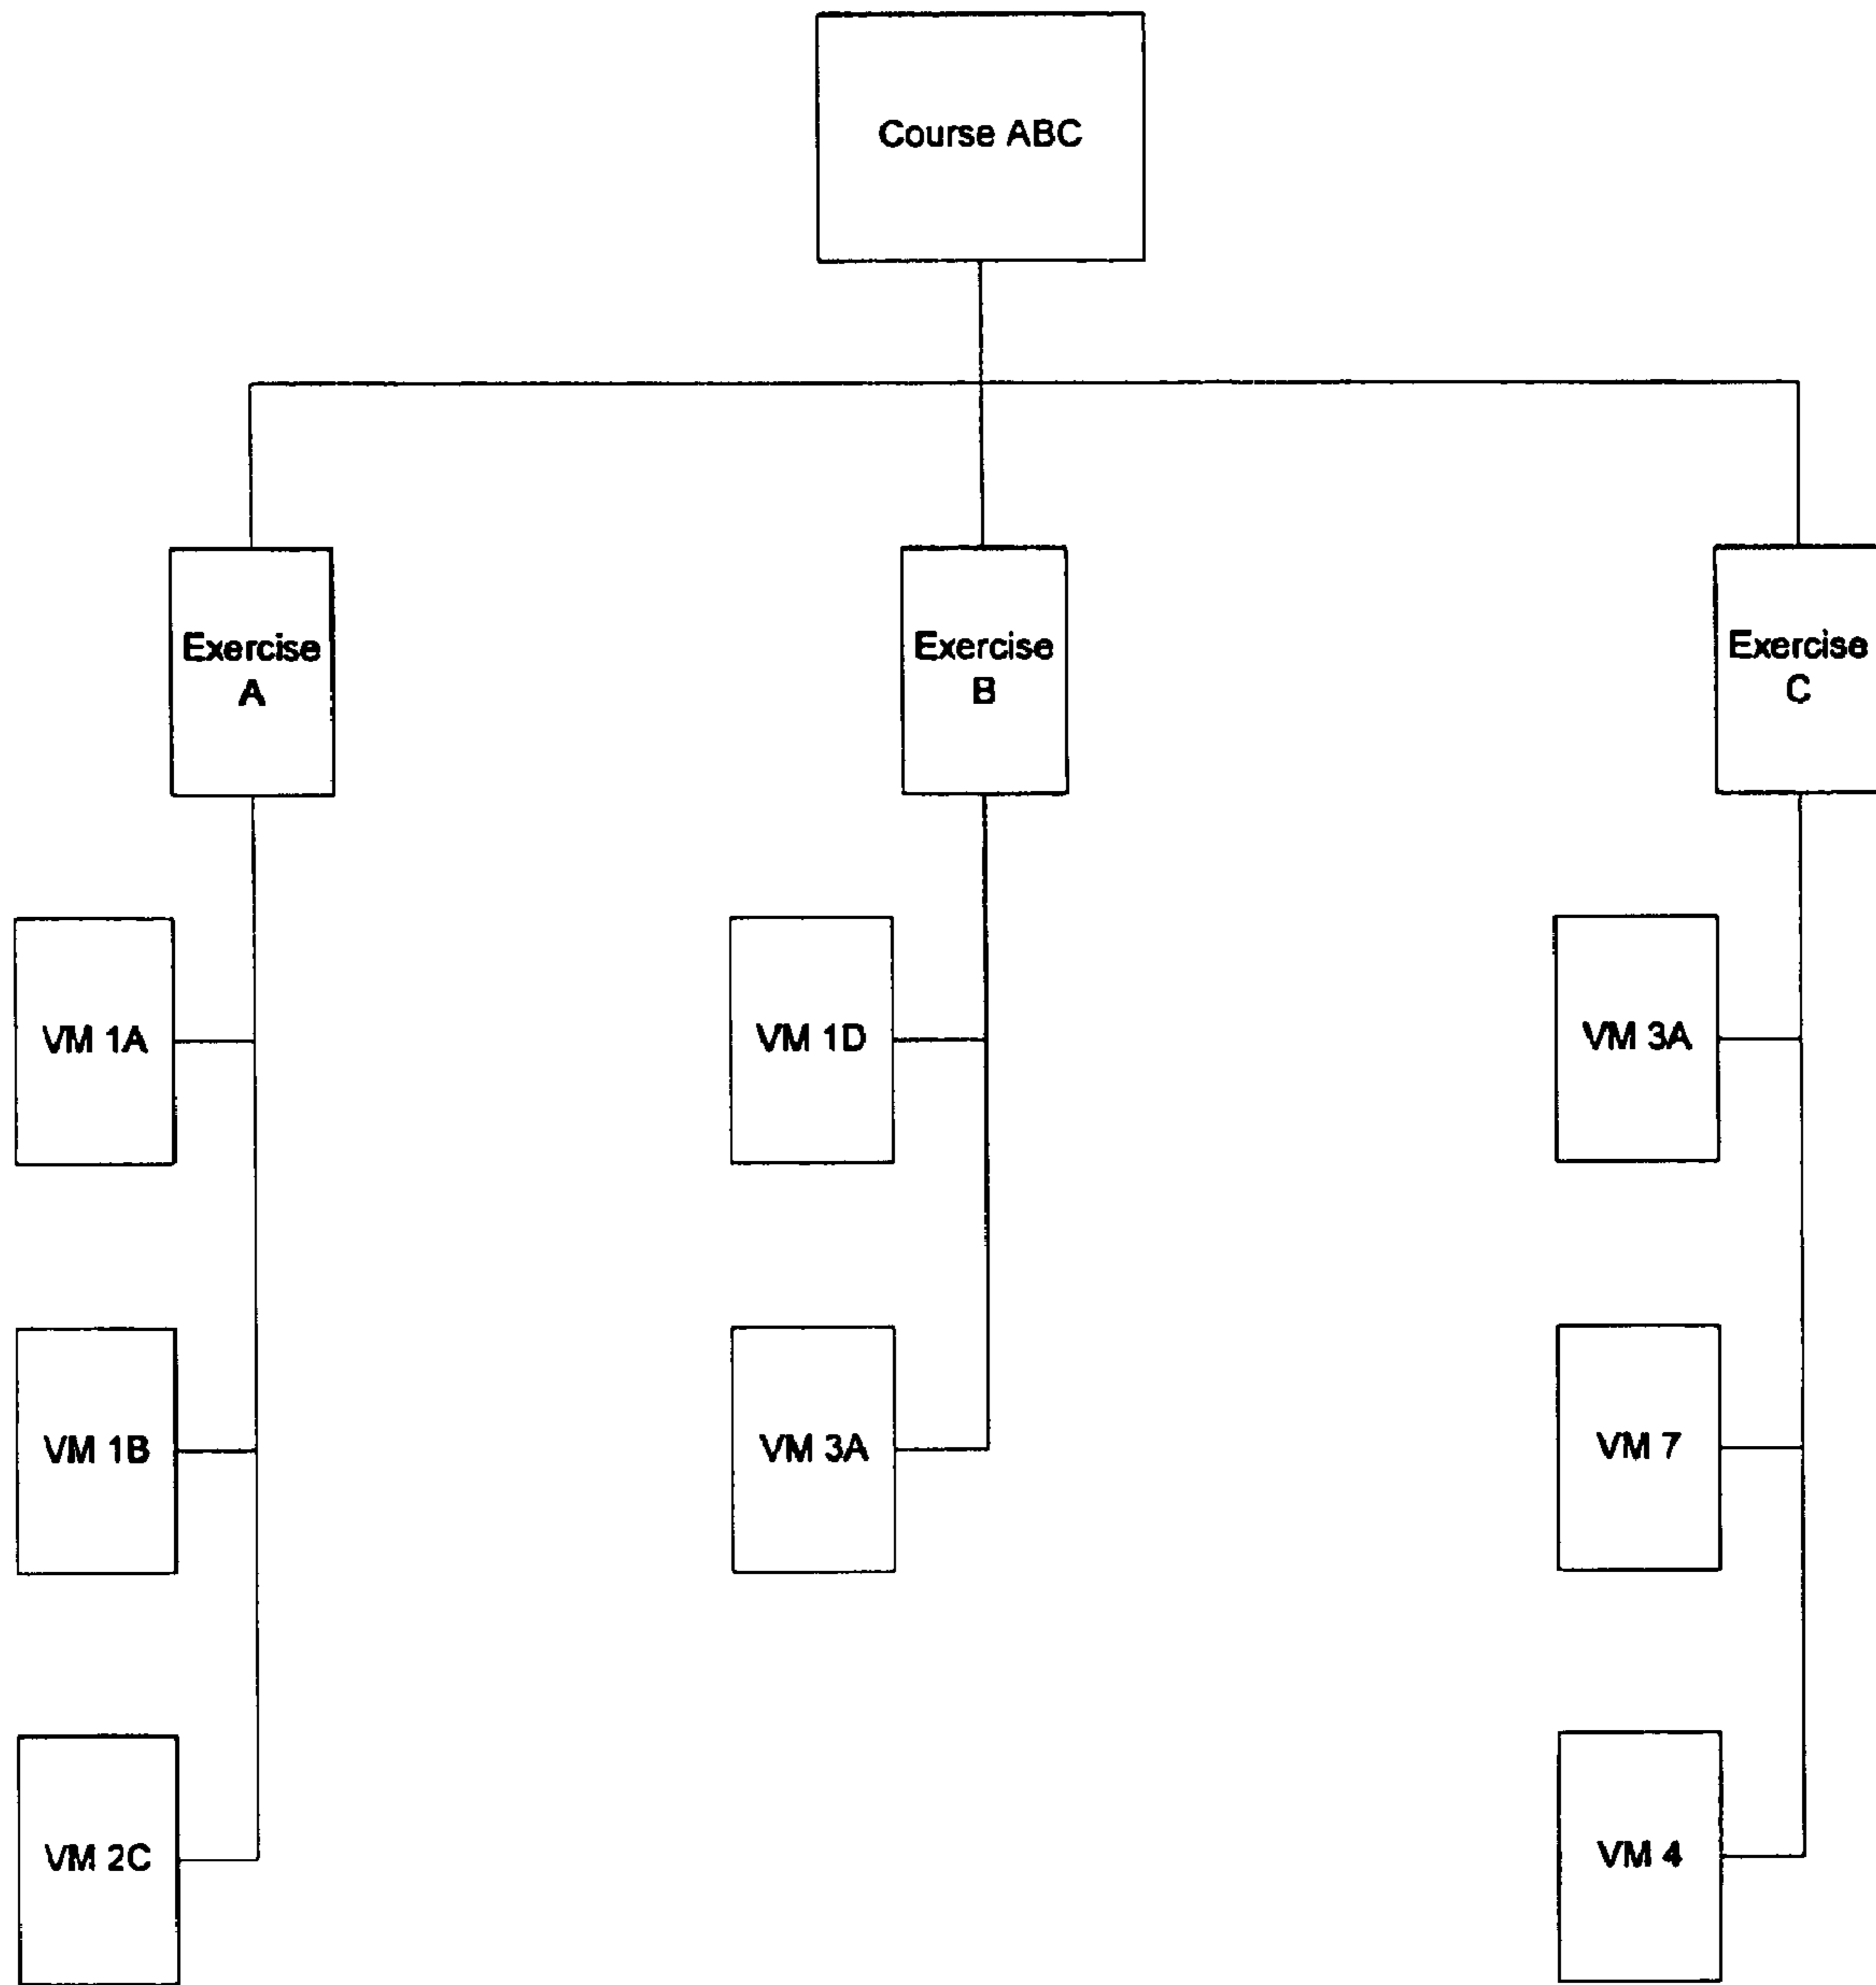 Course ABC
Exercise
A
Exercise
B
Exercise
C
VM 1A
VM 1D
VM 3A
VM 1B
VM 3A
VM 7
VM 2C
VM 4